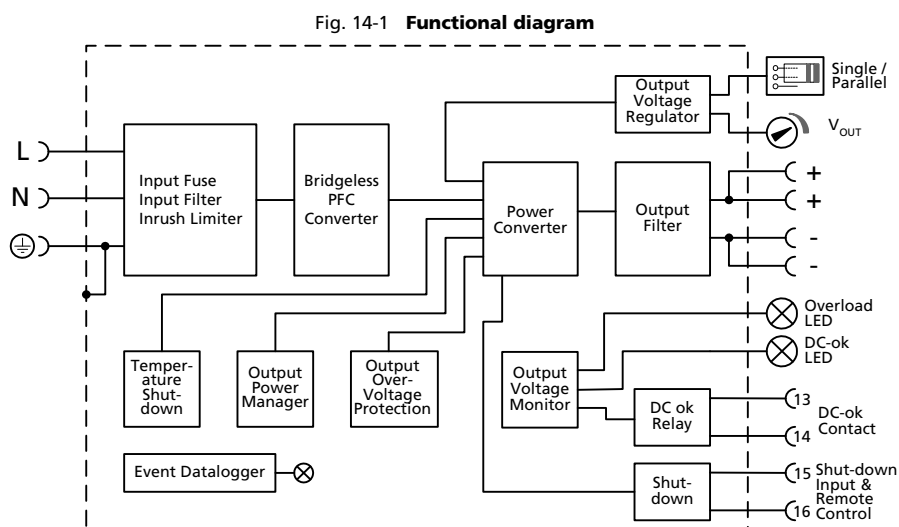 Fig. 14-1 Functional diagram
Single /
Parallel
Output
Voltage
Regulator
V_OUT
L
N
Input Fuse
Input Filter
Inrush Limiter
Bridgeless
PFC
Converter
Power
Converter
Output
Filter
+
+
-
-
Overload
LED
DC-ok
LED
Temper-
ature
Shut-
down
Output
Power
Manager
Output
Over-
Voltage
Protection
Output
Voltage
Monitor
DC ok
Relay
13
14
DC-ok
Contact
Event Datalogger
Shut-
down
15
16
Shut-down
Input &
Remote
Control